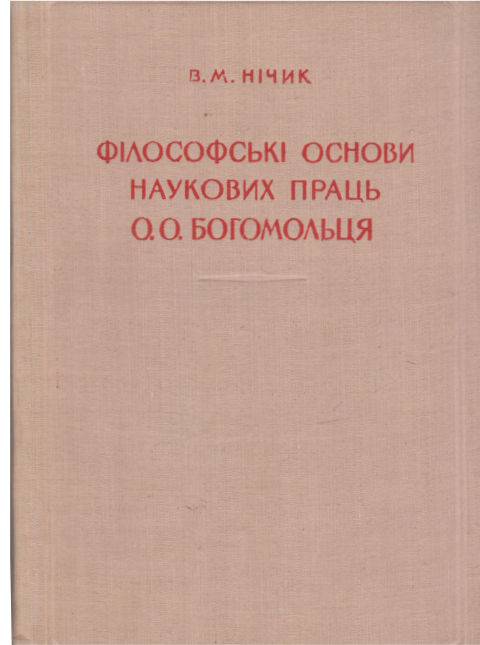 В. М. НІЧИК
ФІЛОСОФСЬКІ ОСНОВИ
НАУКОВИХ ПРАЦЬ
О. О. БОГОМОЛЬЦЯ